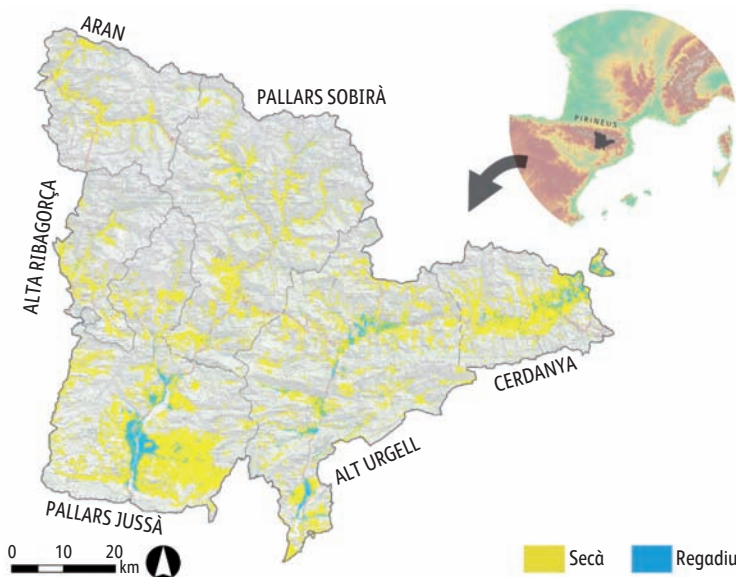 ARAN
PALLARS SOBIRÀ
PIRINEUS
ALTA RIBAGORÇA
CERDANYA
ALT URGELL
PALLARS JUSSÀ
0 10 20
km
Secà
Regadiu